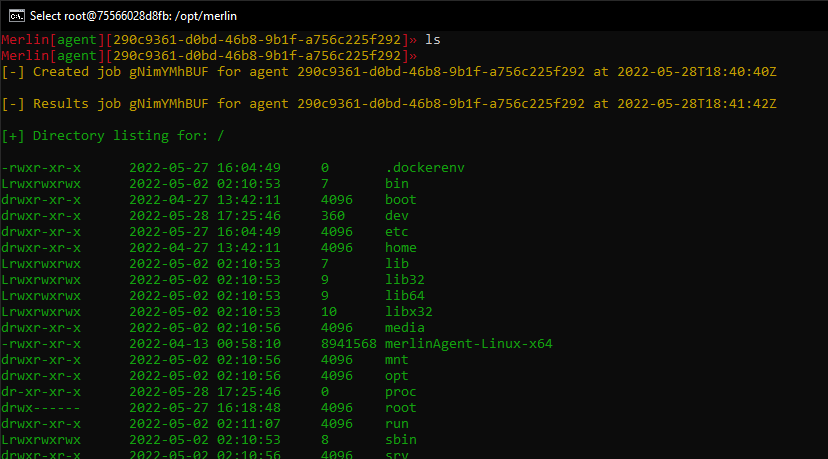 Select root@75566028d8fb: /opt/merlin
Merlin[agent][290c9361-d0bd-46b8-9b1f-a756c225f292]» ls
Merlin[agent][290c9361-d0bd-46b8-9b1f-a756c225f292]»
[-] Created job gNimYMhBUF for agent 290c9361-d0bd-46b8-9b1f-a756c225f292 at 2022-05-28T18:40:40Z
[-] Results job gNimYMhBUF for agent 290c9361-d0bd-46b8-9b1f-a756c225f292 at 2022-05-28T18:41:42Z
[+] Directory listing for: /
-rwxr-xr-x 2022-05-27 16:04:49 0 .dockerenv
Lrwxrwxrwx 2022-05-02 02:10:53 7 bin
drwxr-xr-x 2022-04-27 13:42:11 4096 boot
drwxr-xr-x 2022-05-28 17:25:46 360 dev
drwxr-xr-x 2022-05-27 16:04:49 4096 etc
drwxr-xr-x 2022-04-27 13:42:11 4096 home
Lrwxrwxrwx 2022-05-02 02:10:53 7 lib
Lrwxrwxrwx 2022-05-02 02:10:53 9 lib32
Lrwxrwxrwx 2022-05-02 02:10:53 9 lib64
Lrwxrwxrwx 2022-05-02 02:10:53 10 libx32
drwxr-xr-x 2022-05-02 02:10:56 4096 media
-rwxr-xr-x 2022-04-13 00:58:10 8941568 merlinAgent-Linux-x64
drwxr-xr-x 2022-05-02 02:10:56 4096 mnt
drwxr-xr-x 2022-05-02 02:10:56 4096 opt
dr-xr-xr-x 2022-05-28 17:25:46 0 proc
drwx------ 2022-05-27 16:18:48 4096 root
drwxr-xr-x 2022-05-02 02:11:07 4096 run
Lrwxrwxrwx 2022-05-02 02:10:53 8 sbin
drwxr-xr-x 2022-05-02 02:10:56 4096 srv